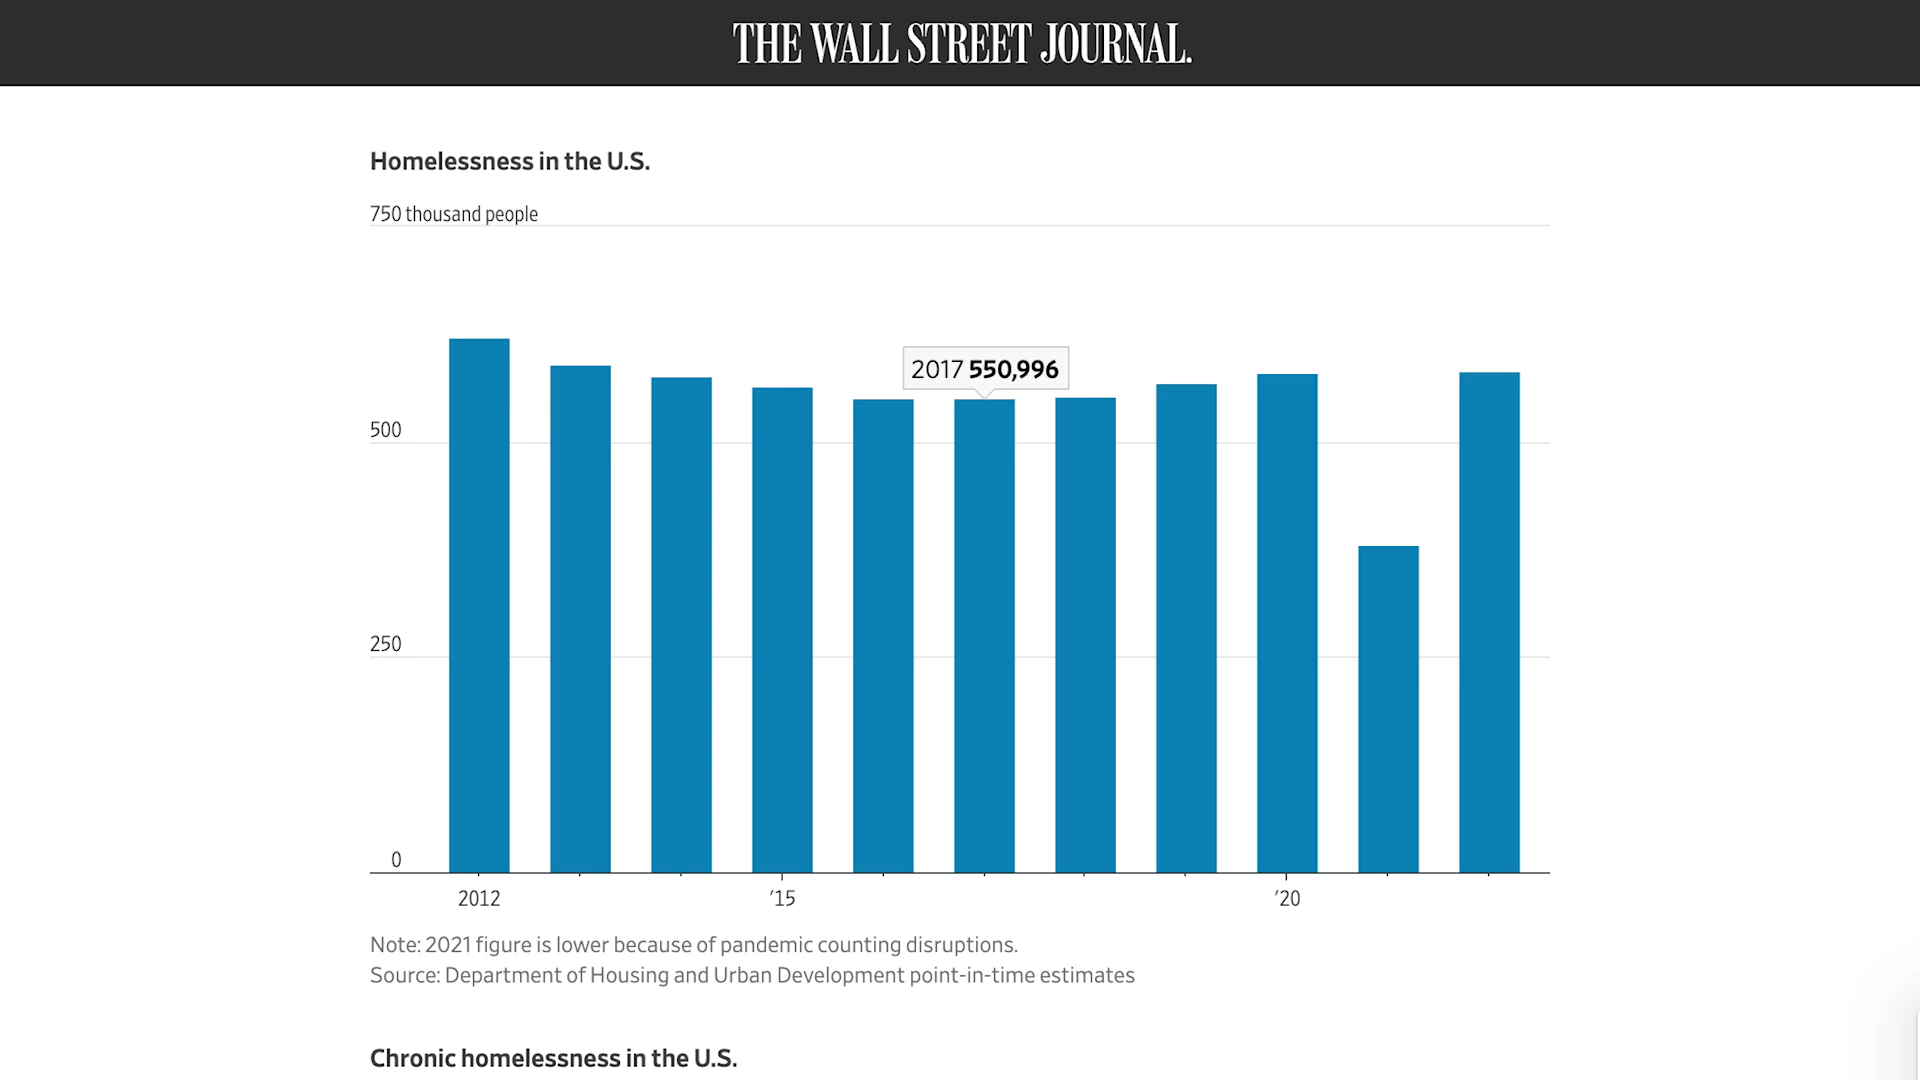 THE WALL STREET JOURNAL.
Homelessness in the U.S.
750 thousand people
2017 550,996
500
250
0
2012 ’15 ’20
Note: 2021 figure is lower because of pandemic counting disruptions.
Source: Department of Housing and Urban Development point-in-time estimates
Chronic homelessness in the U.S.